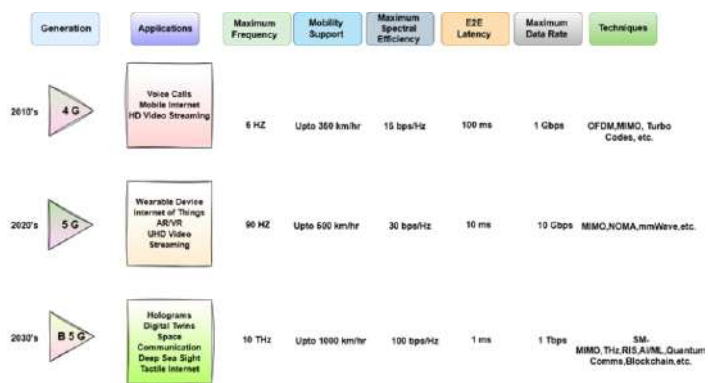 Generation
Applications
Maximum
Frequency
Mobility
Support
Maximum
Spectral
Efficiency
E2E
Latency
Maximum
Data Rate
Techniques
2010's
4 G
Voice Calls
Mobile Internet
HD Video Streaming
6 HZ
Upto 350 km/hr
15 bps/Hz
100 ms
1 Gbps
OFDM,MIMO, Turbo
Codes, etc.
2020's
5 G
Wearable Device
Internet of Things
AR/VR
UHD Video
Streaming
90 HZ
Upto 500 km/hr
30 bps/Hz
10 ms
10 Gbps
MIMO,NOMA,mmWave,etc.
2030's
B 5 G
Holograms
Digital Twins
Space
Communication
Deep Sea Sight
Tactile Internet
10 THz
Upto 1000 km/hr
100 bps/Hz
1 ms
1 Tbps
SM-
MIMO,THz,RIS,AI/ML,Quantum
Comms,Blockchain,etc.